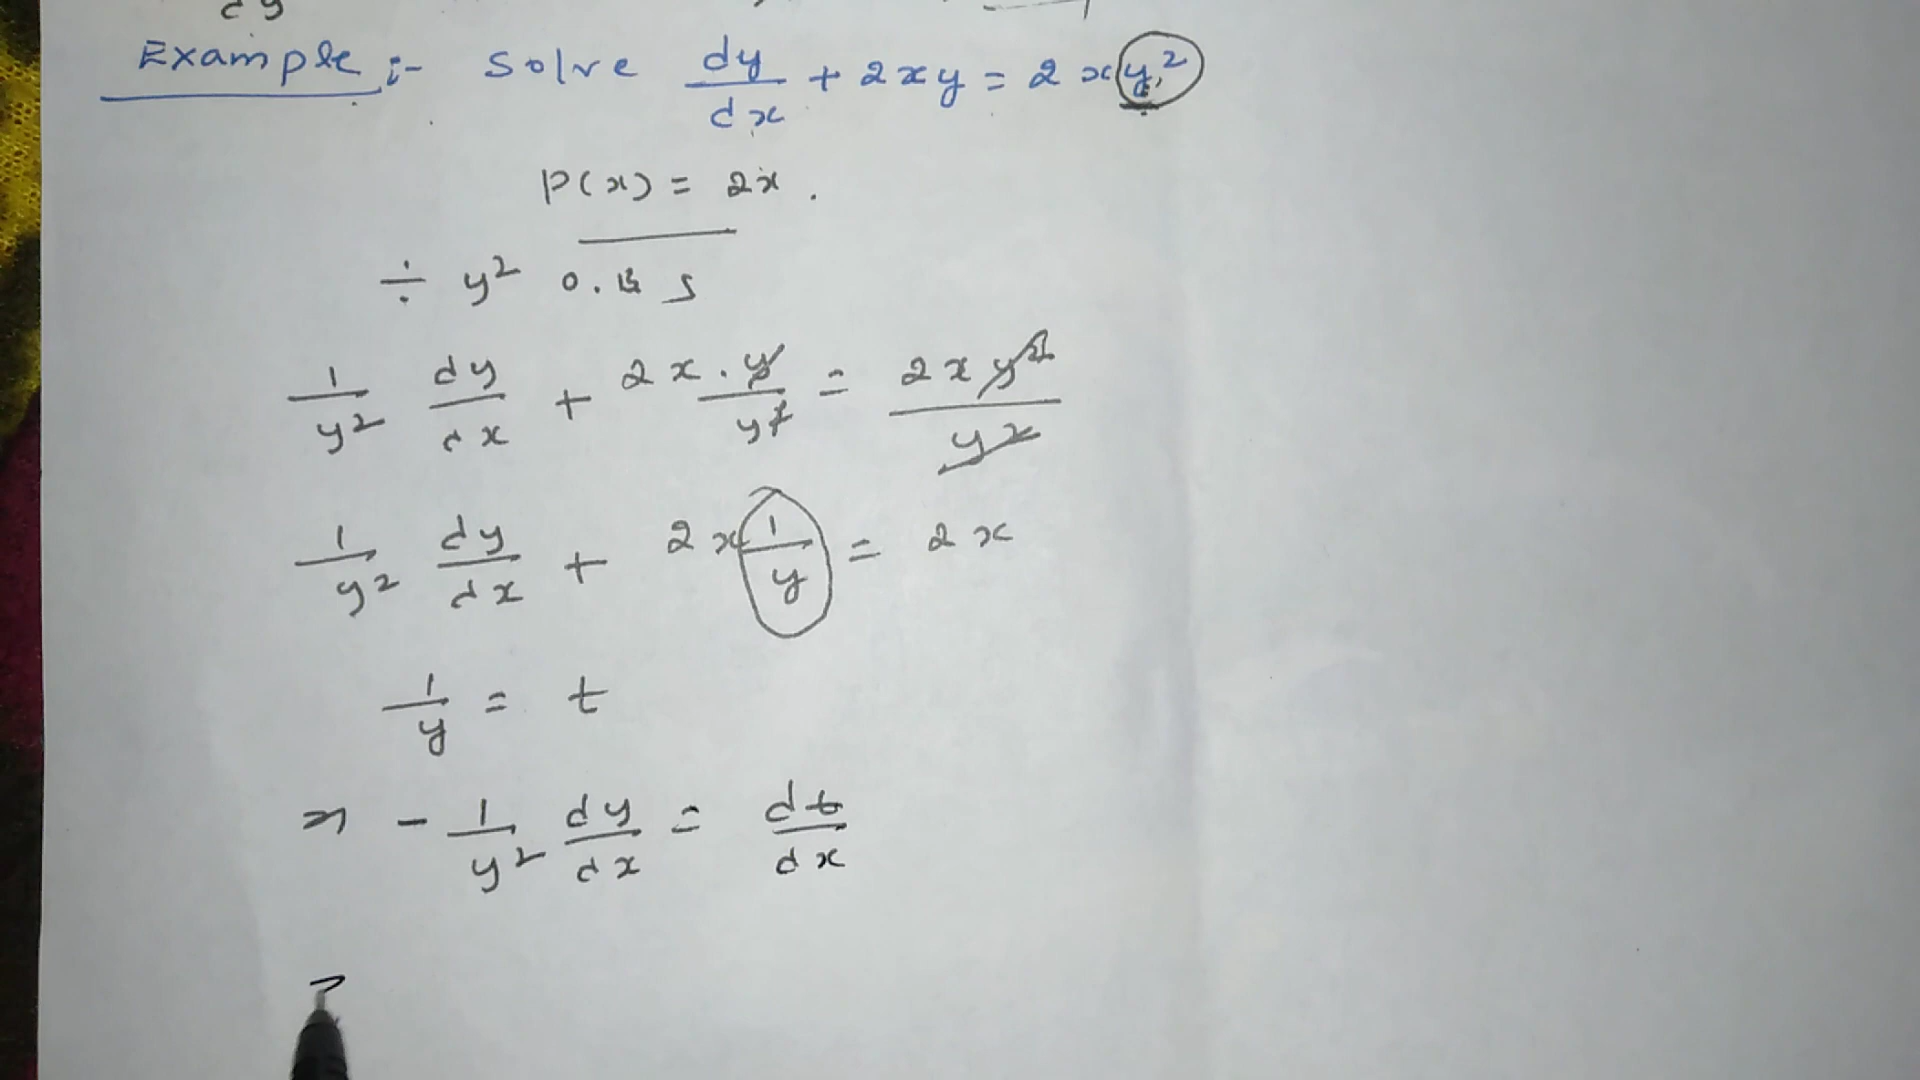 dy
Example :- Solve dy/dx + 2xy = 2xy²
P(x) = 2x.
÷ y² O.B S
1/y² dy/dx + 2x.y/y² = 2xy²/y²
1/y² dy/dx + 2x 1/y = 2x
1/y = t
⇒ - 1/y² dy/dx = dt/dx